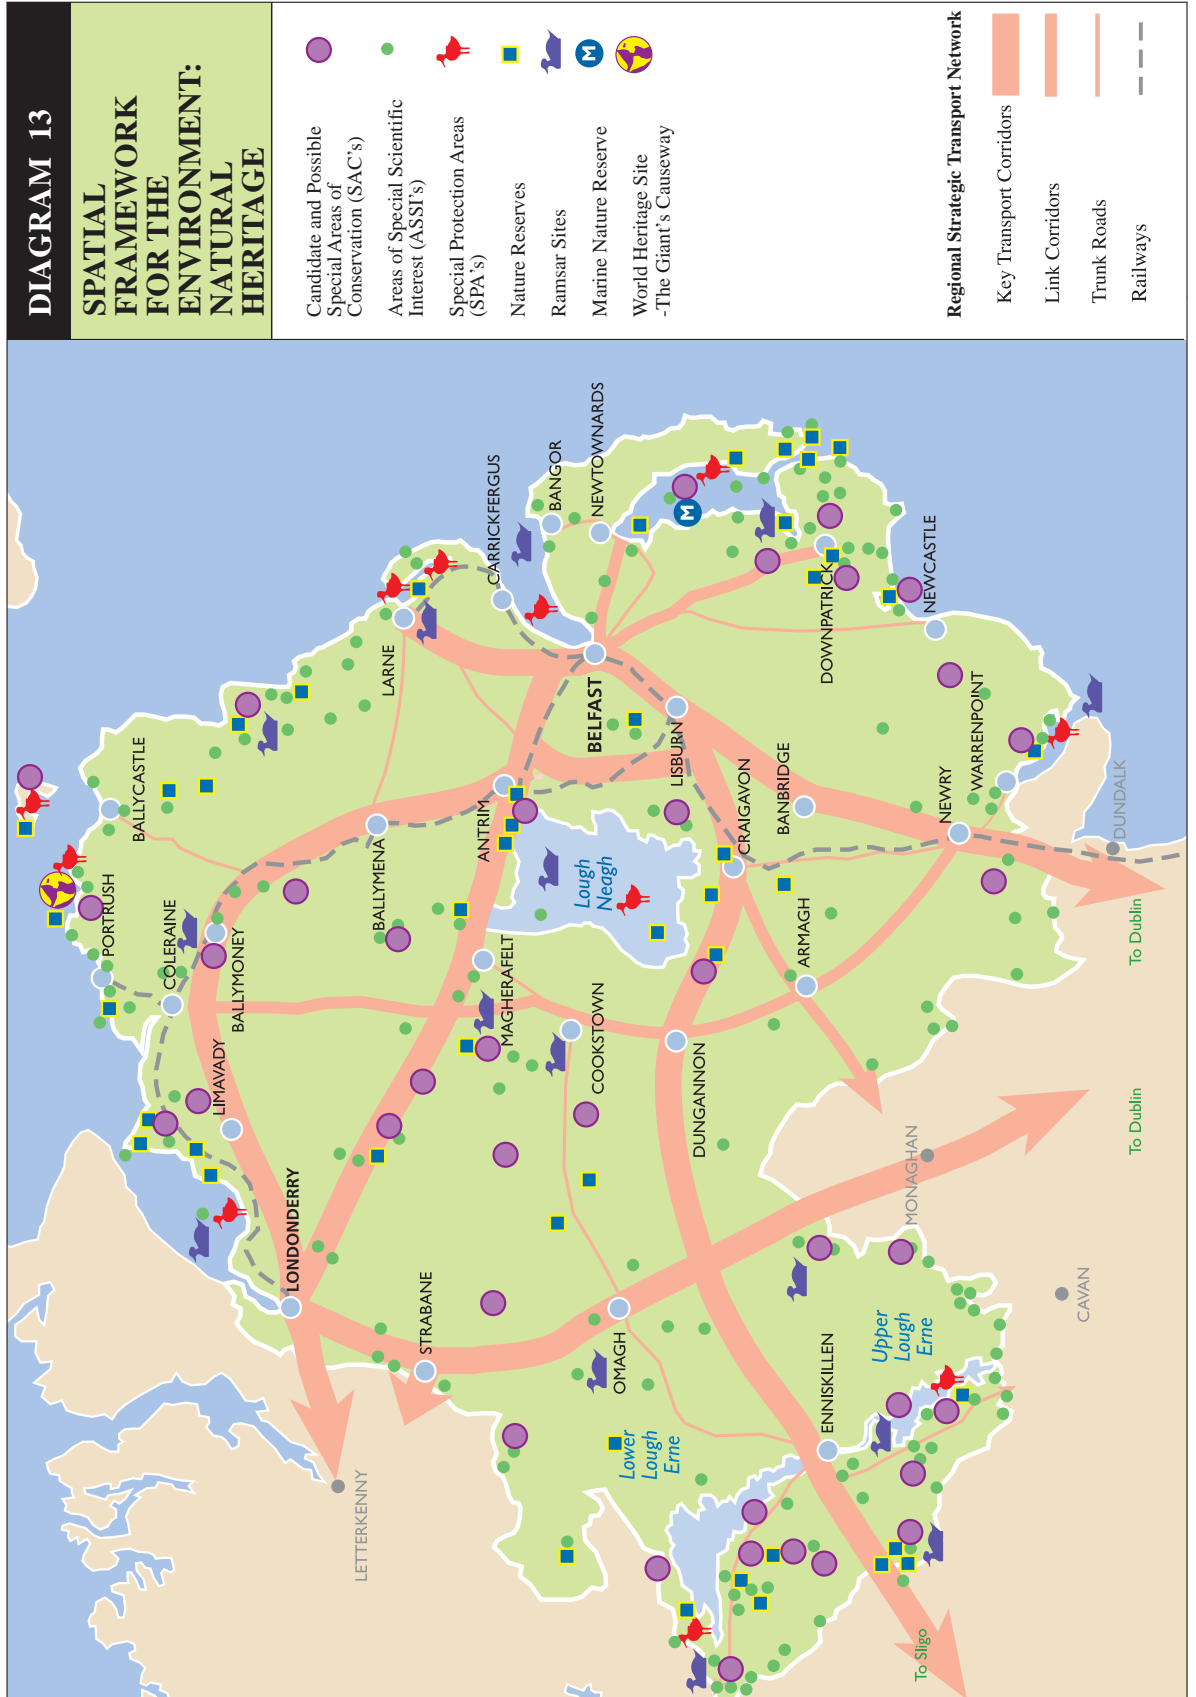 DIAGRAM 13
SPATIAL
FRAMEWORK
FOR THE
ENVIRONMENT:
NATURAL
HERITAGE
Candidate and Possible
Special Areas of
Conservation (SAC's)
Areas of Special Scientific
Interest (ASSI's)
Special Protection Areas
(SPA's)
Nature Reserves
Ramsar Sites
M
Marine Nature Reserve
World Heritage Site
-The Giant's Causeway
Regional Strategic Transport Network
Key Transport Corridors
Link Corridors
Trunk Roads
Railways
BALLYCASTLE
PORTRUSH
COLERAINE
BALLYMONEY
LIMAVADY
LONDONDERRY
LETTERKENNY
STRABANE
BALLYMENA
LARNE
CARRICKFERGUS
BANGOR
NEWTOWNARDS
ANTRIM
BELFAST
MAGHERAFELT
COOKSTOWN
Lough
Neagh
M
LISBURN
CRAIGAVON
BANBRIDGE
DOWNPATRICK
NEWCASTLE
OMAGH
DUNGANNON
ARMAGH
NEWRY
WARRENPOINT
DUNDALK
Lower
Lough
Erne
ENNISKILLEN
Upper
Lough
Erne
MONAGHAN
CAVAN
To Dublin
To Dublin
To Sligo